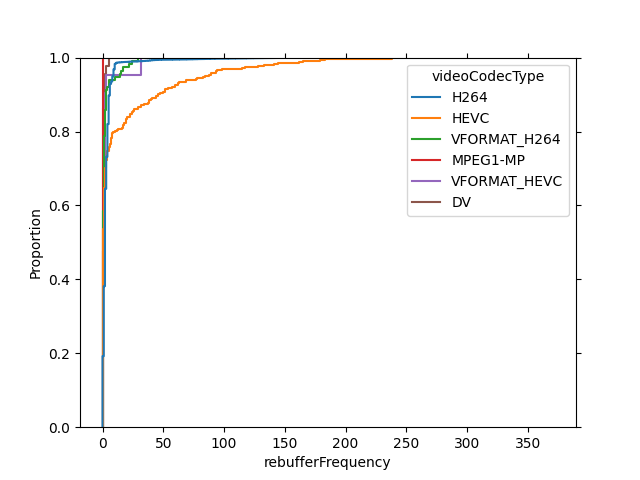 1.0
0.8
0.6
0.4
0.2
0.0
Proportion
0 50 100 150 200 250 300 350
rebufferFrequency
videoCodecType
H264
HEVC
VFORMAT_H264
MPEG1-MP
VFORMAT_HEVC
DV